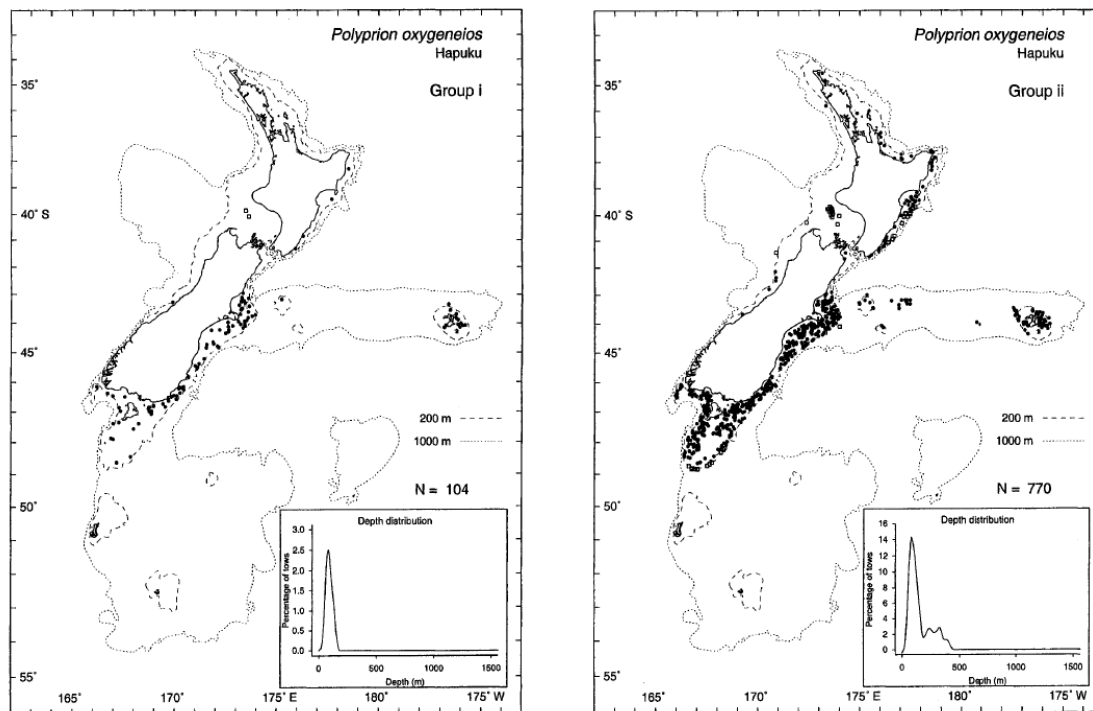 Polyprion oxygeneios
Hapuku
Group i
35°
40° S
45°
200 m
1000 m
N = 104
50°
Depth distribution
3.0
2.5
2.0
1.5
1.0
0.5
0.0
Percentage of tows
0 500 1000 1500
Depth (m)
55°
165° 170° 175° E 180° 175° W
Polyprion oxygeneios
Hapuku
Group ii
35°
40° S
45°
200 m
1000 m
N = 770
50°
Depth distribution
16
14
12
10
8
6
4
2
0
Percentage of tows
0 500 1000 1500
Depth (m)
55°
165° 170° 175° E 180° 175° W